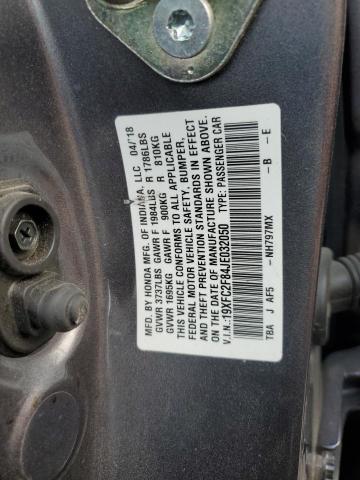 MFD. BY HONDA MFG. OF INDIANA, LLC 04/18
GVWR 3737LBS GAWR F 1984LBS R 1786LBS
GVWR 1695KG GAWR F 900KG R 810KG
THIS VEHICLE CONFORMS TO ALL APPLICABLE
FEDERAL MOTOR VEHICLE SAFETY, BUMPER,
AND THEFT PREVENTION STANDARDS IN EFFECT
ON THE DATE OF MANUFACTURE SHOWN ABOVE.
V.I.N.:19XFC2F84JE032050 TYPE: PASSENGER CAR
TBA J AF5 -NH797MX -B -E